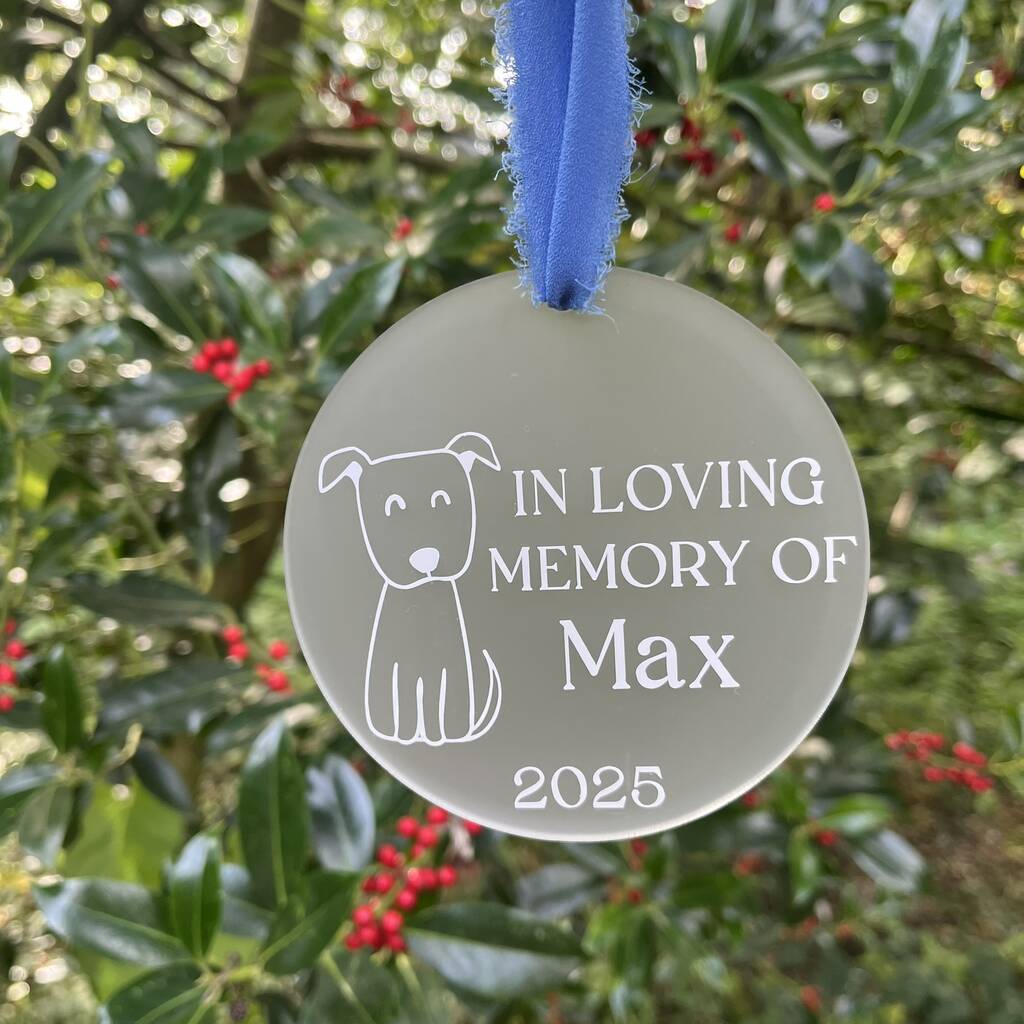 IN LOVING
MEMORY OF
Max
2025